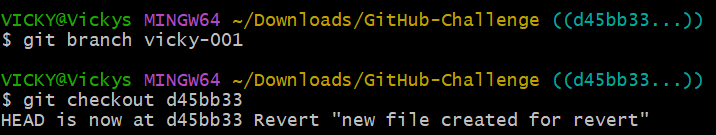 VICKY@Vickys MINGW64 ~/Downloads/GitHub-Challenge ((d45bb33...))
$ git branch vicky-001
VICKY@Vickys MINGW64 ~/Downloads/GitHub-Challenge ((d45bb33...))
$ git checkout d45bb33
HEAD is now at d45bb33 Revert "new file created for revert"